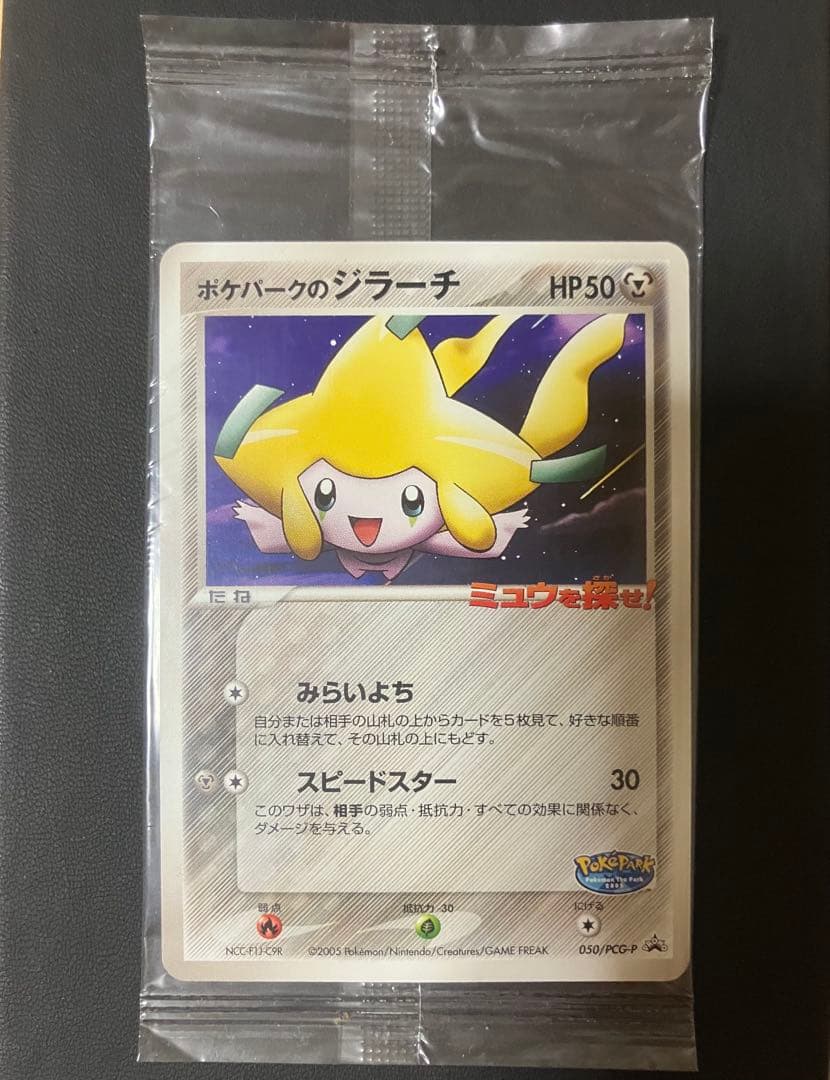 ポケパークのジラーチ HP50
たね
ミュウを探せ!
みらいよち
自分または相手の山札の上からカードを5枚見て、好きな順番
に入れ替えて、その山札の上にもどす。
スピードスター 30
このワザは、相手の弱点・抵抗力・すべての効果に関係なく、
ダメージを与える。
POKÉPARK
Pokémon The Park
2005
弱点 抵抗力 -30 にげる
NCC-F1J-C9R ©2005 Pokémon/Nintendo/Creatures/GAME FREAK 050/PCG-P